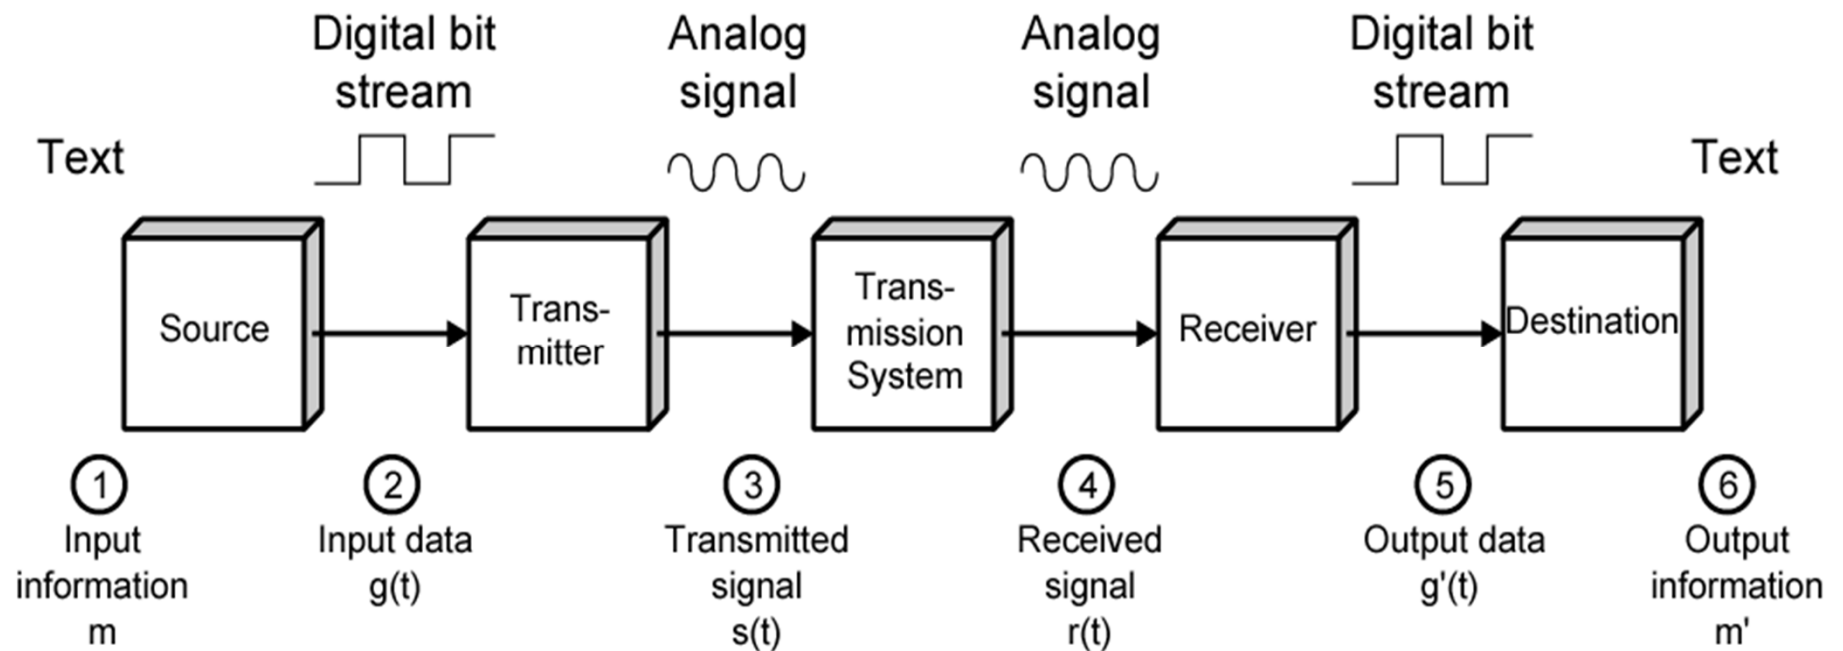 Digital bit
stream
Analog
signal
Analog
signal
Digital bit
stream
Text
Text
Source
Trans-
mitter
Trans-
mission
System
Receiver
Destination
1
Input
information
m
2
Input data
g(t)
3
Transmitted
signal
s(t)
4
Received
signal
r(t)
5
Output data
g'(t)
6
Output
information
m'